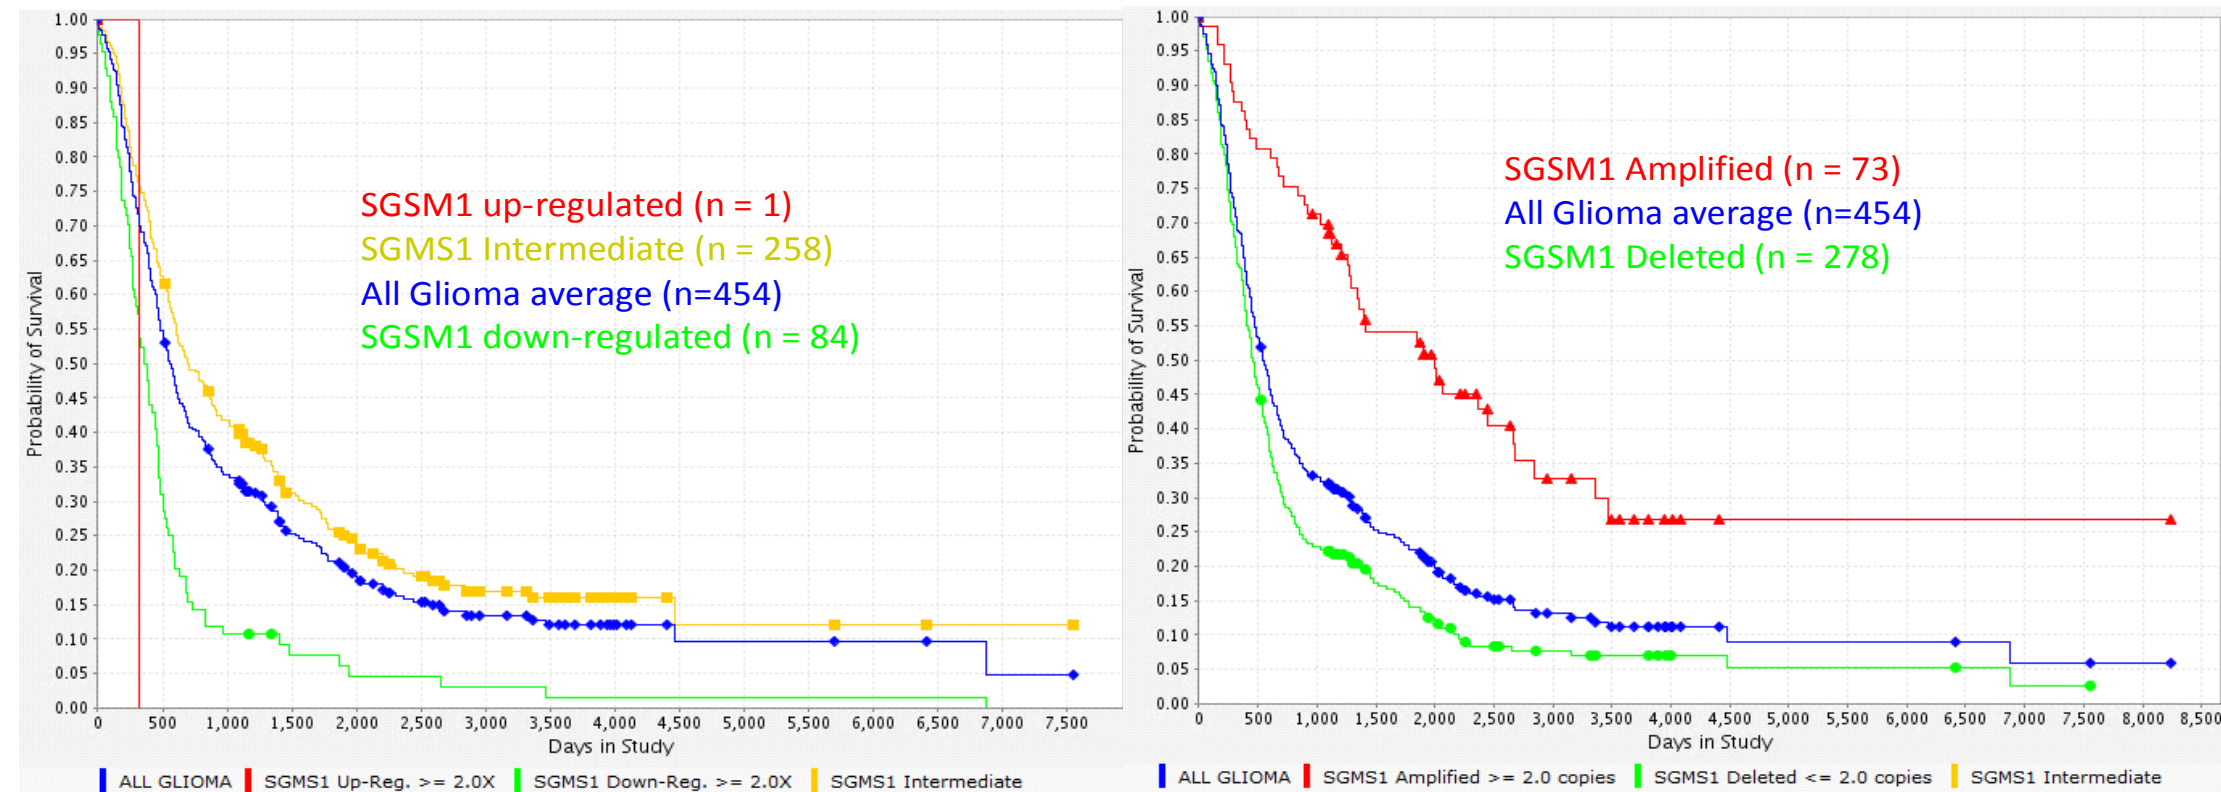 1.00
0.95
0.90
0.85
0.80
0.75
0.70
0.65
0.60
0.55
0.50
0.45
0.40
0.35
0.30
0.25
0.20
0.15
0.10
0.05
0.00
Probability of Survival
SGSM1 up-regulated (n = 1)
SGMS1 Intermediate (n = 258)
All Glioma average (n=454)
SGSM1 down-regulated (n = 84)
0 500 1,000 1,500 2,000 2,500 3,000 3,500 4,000 4,500 5,000 5,500 6,000 6,500 7,000 7,500
Days in Study
ALL GLIOMA SGMS1 Up-Reg. >= 2.0X SGMS1 Down-Reg. >= 2.0X SGMS1 Intermediate
1.00
0.95
0.90
0.85
0.80
0.75
0.70
0.65
0.60
0.55
0.50
0.45
0.40
0.35
0.30
0.25
0.20
0.15
0.10
0.05
0.00
Probability of Survival
SGSM1 Amplified (n = 73)
All Glioma average (n=454)
SGSM1 Deleted (n = 278)
0 500 1,000 1,500 2,000 2,500 3,000 3,500 4,000 4,500 5,000 5,500 6,000 6,500 7,000 7,500 8,000 8,500
Days in Study
ALL GLIOMA SGMS1 Amplified >= 2.0 copies SGMS1 Deleted <= 2.0 copies SGMS1 Intermediate